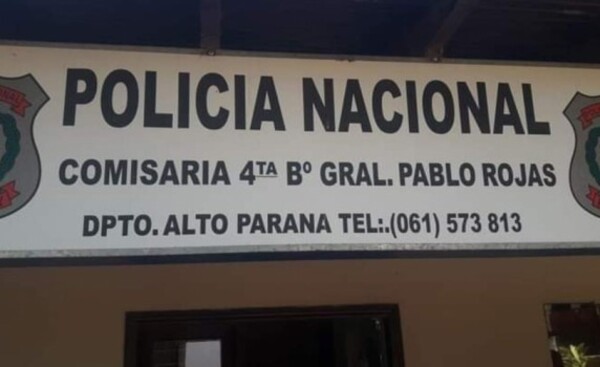 POLICIA NACIONAL
COMISARIA 4TA Bº GRAL. PABLO ROJAS
DPTO. ALTO PARANA TEL:.(061) 573 813